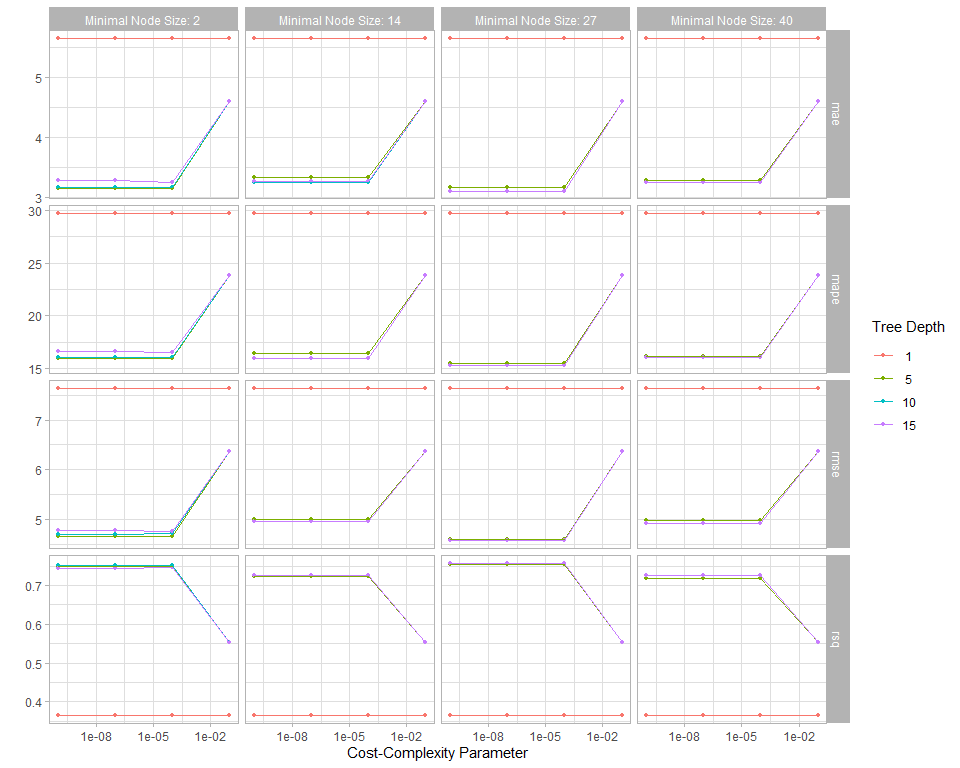 Minimal Node Size: 2 Minimal Node Size: 14 Minimal Node Size: 27 Minimal Node Size: 40
5
4
3
mae
30
25
20
15
mape
7
6
5
rmse
0.7
0.6
0.5
0.4
rsq
1e-08 1e-05 1e-02 1e-08 1e-05 1e-02 1e-08 1e-05 1e-02 1e-08 1e-05 1e-02
Cost-Complexity Parameter
Tree Depth
1
5
10
15